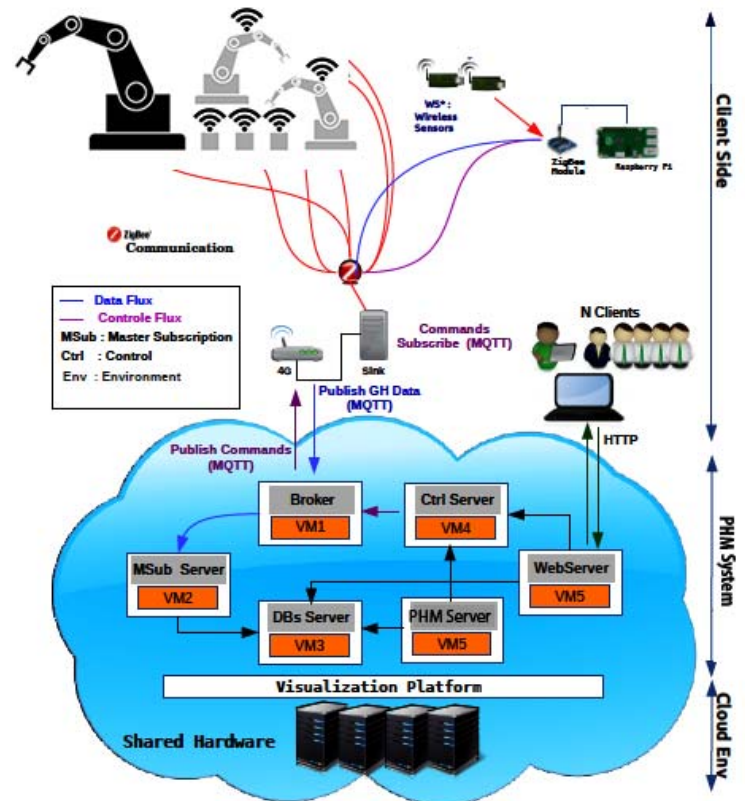 WS* :
Wireless
Sensors
ZigBee
Module
Raspberry Pi
Client Side
ZigBee
Communication
Data Flux
Controle Flux
MSub : Master Subscription
Ctrl : Control
Env : Environment
4G
Sink
Commands
Subscribe (MQTT)
N Clients
Publish GH Data
(MQTT)
HTTP
Publish Commands
(MQTT)
Broker
VM1
Ctrl Server
VM4
MSub Server
VM2
WebServer
VM5
DBs Server
VM3
PHM Server
VM5
PHM System
Visualization Platform
Shared Hardware
Cloud Env